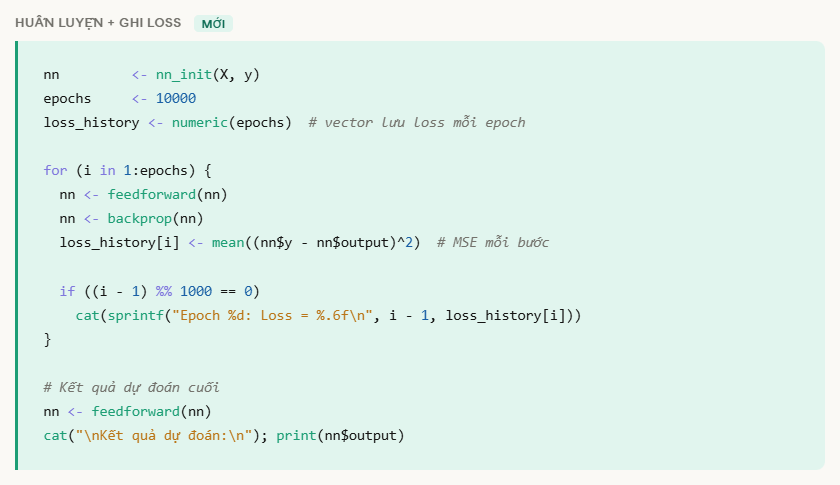 HUẤN LUYỆN + GHI LOSS MỚI
nn         <- nn_init(X, y)
epochs     <- 10000
loss_history <- numeric(epochs)  # vector lưu loss mỗi epoch
for (i in 1:epochs) {
  nn <- feedforward(nn)
  nn <- backprop(nn)
  loss_history[i] <- mean((nn$y - nn$output)^2)  # MSE mỗi bước
  if ((i - 1) %% 1000 == 0)
    cat(sprintf("Epoch %d: Loss = %.6f\n", i - 1, loss_history[i]))
}
# Kết quả dự đoán cuối
nn <- feedforward(nn)
cat("\nKết quả dự đoán:\n"); print(nn$output)